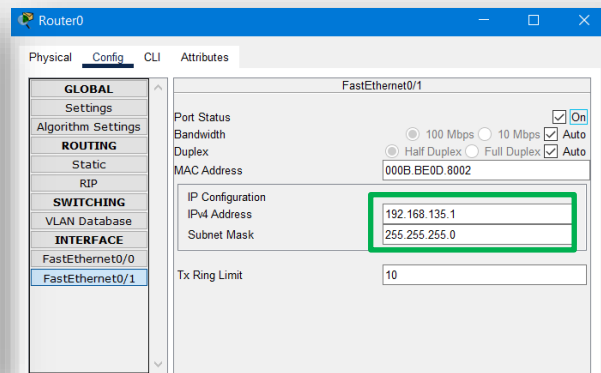 Router0
Physical Config CLI Attributes
GLOBAL
Settings
Algorithm Settings
ROUTING
Static
RIP
SWITCHING
VLAN Database
INTERFACE
FastEthernet0/0
FastEthernet0/1
FastEthernet0/1
Port Status On
Bandwidth 100 Mbps 10 Mbps Auto
Duplex Half Duplex Full Duplex Auto
MAC Address 000B.BE0D.8002
IP Configuration
IPv4 Address 192.168.135.1
Subnet Mask 255.255.255.0
Tx Ring Limit 10